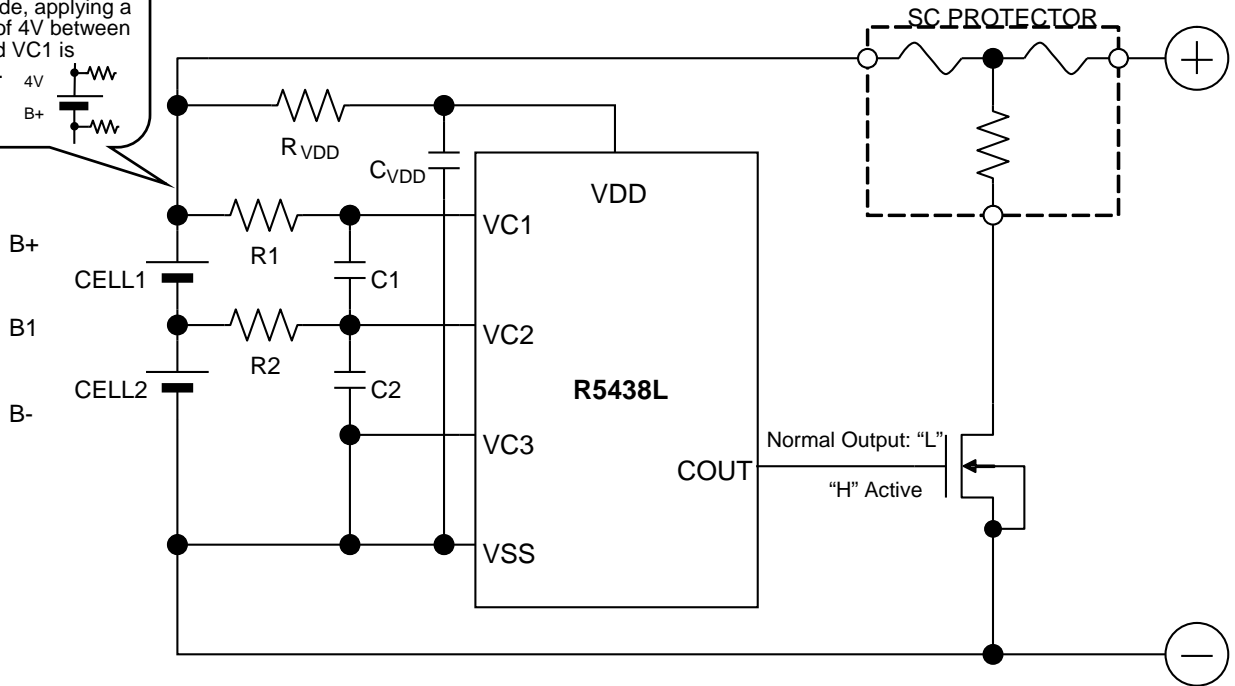 de, applying a
of 4V between
d VC1 is
4V
B+
SC PROTECTOR
+
R VDD
CVDD
VDD
VC1
B+
R1
CELL1
C1
B1
VC2
R2
CELL2
C2
R5438L
B-
VC3
Normal Output: “L”
COUT
“H” Active
VSS
−